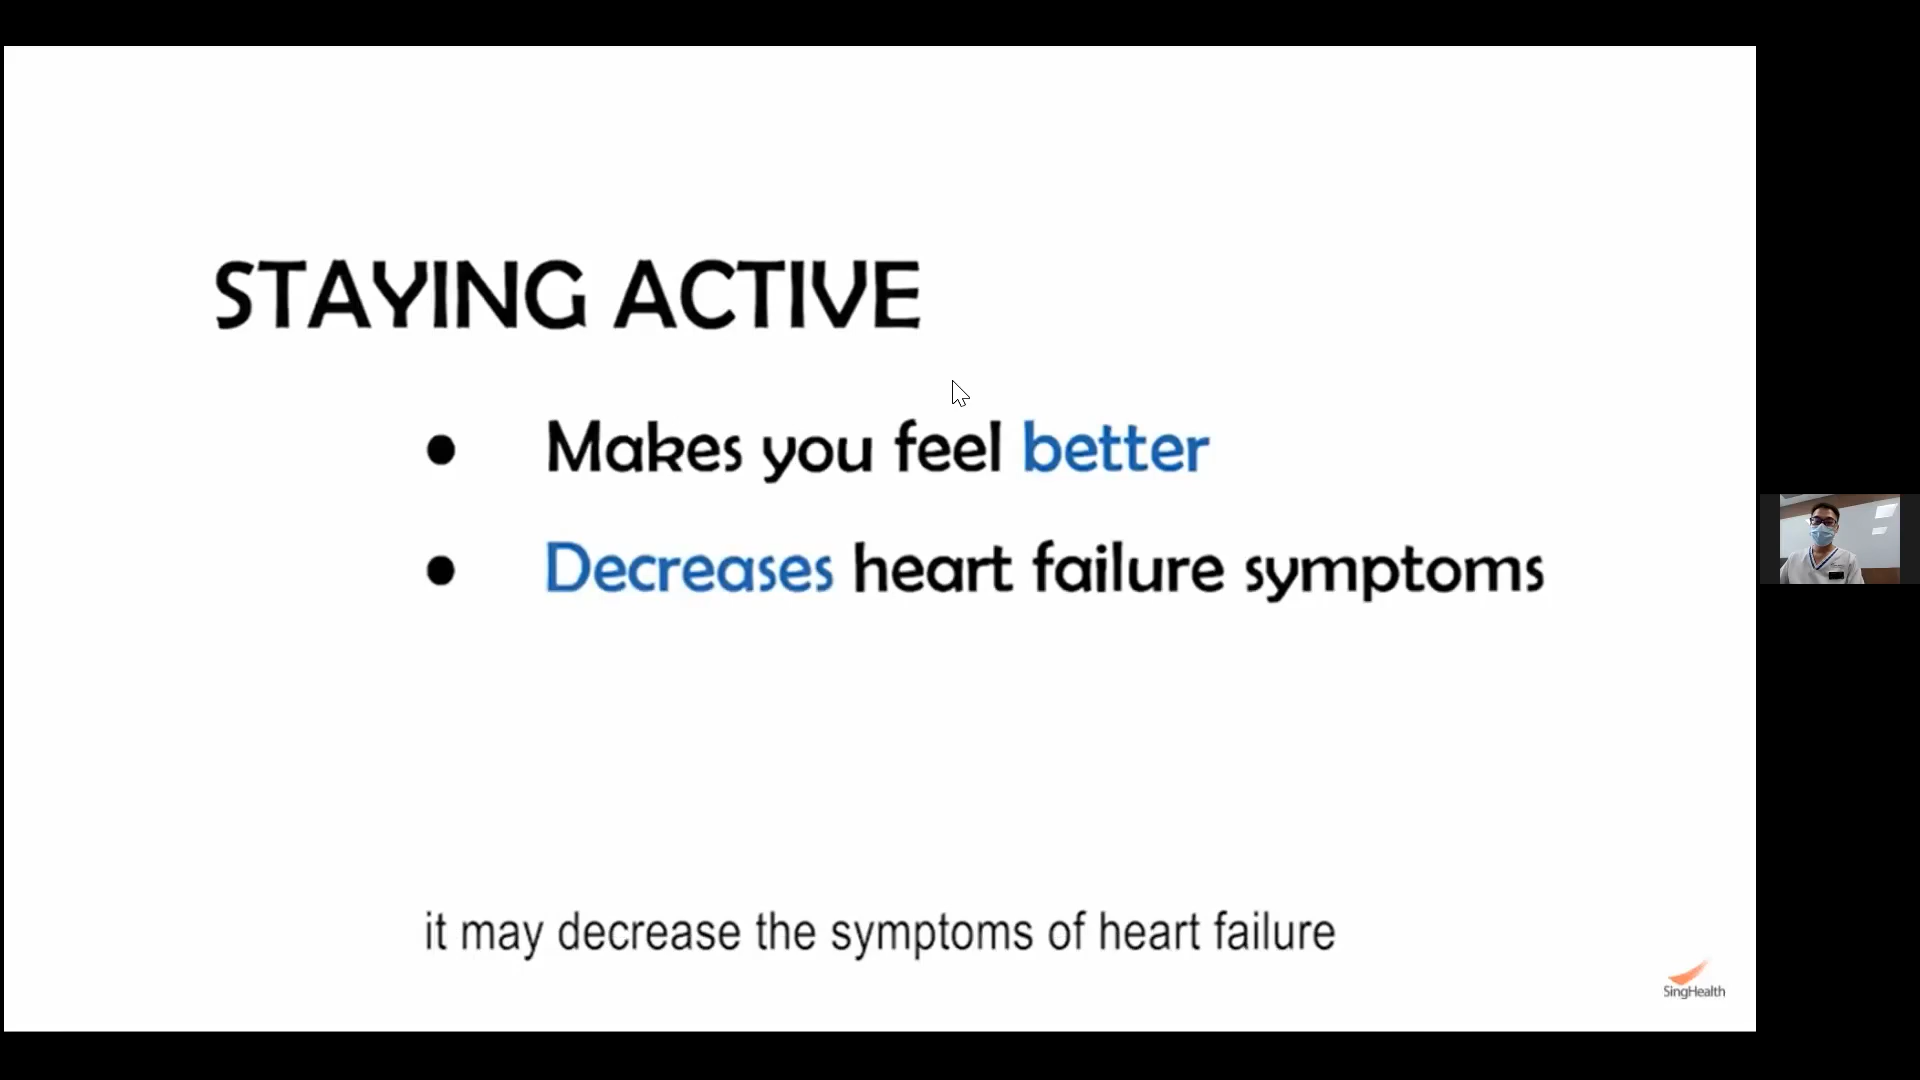 STAYING ACTIVE
● Makes you feel better
● Decreases heart failure symptoms
it may decrease the symptoms of heart failure
SingHealth